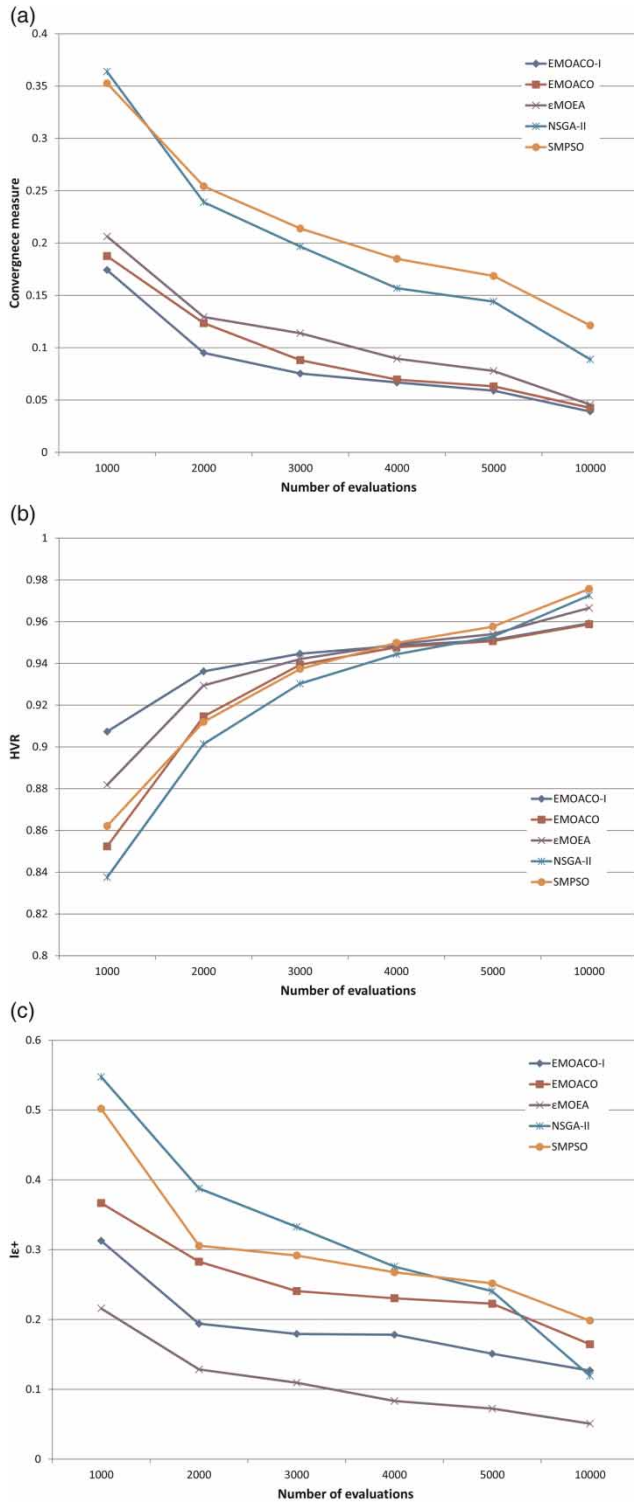 (a)
0.4
0.35
0.3
0.25
0.2
0.15
0.1
0.05
0
Convergnece measure
EMOACO-I
EMOACO
εMOEA
NSGA-II
SMPSO
1000 2000 3000 4000 5000 10000
Number of evaluations
(b)
1
0.98
0.96
0.94
0.92
0.9
0.88
0.86
0.84
0.82
0.8
HVR
EMOACO-I
EMOACO
εMOEA
NSGA-II
SMPSO
1000 2000 3000 4000 5000 10000
Number of evaluations
(c)
0.6
0.5
0.4
0.3
0.2
0.1
0
Iε+
EMOACO-I
EMOACO
εMOEA
NSGA-II
SMPSO
1000 2000 3000 4000 5000 10000
Number of evaluations